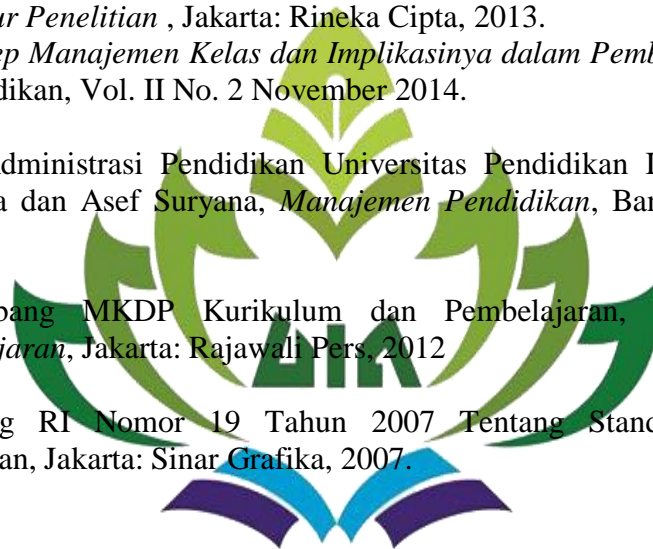 ur Penelitian , Jakarta: Rineka Cipta, 2013.
ep Manajemen Kelas dan Implikasinya dalam Pemb
dikan, Vol. II No. 2 November 2014.
dministrasi Pendidikan Universitas Pendidikan I
a dan Asef Suryana, Manajemen Pendidikan, Ban
bang MKDP Kurikulum dan Pembelajaran,
jaran, Jakarta: Rajawali Pers, 2012
g RI Nomor 19 Tahun 2007 Tentang Stand
an, Jakarta: Sinar Grafika, 2007.